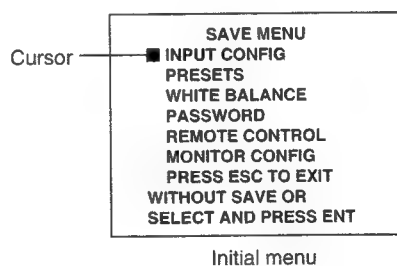 SAVE MENU
Cursor
INPUT CONFIG
PRESETS
WHITE BALANCE
PASSWORD
REMOTE CONTROL
MONITOR CONFIG
PRESS ESC TO EXIT
WITHOUT SAVE OR
SELECT AND PRESS ENT
Initial menu